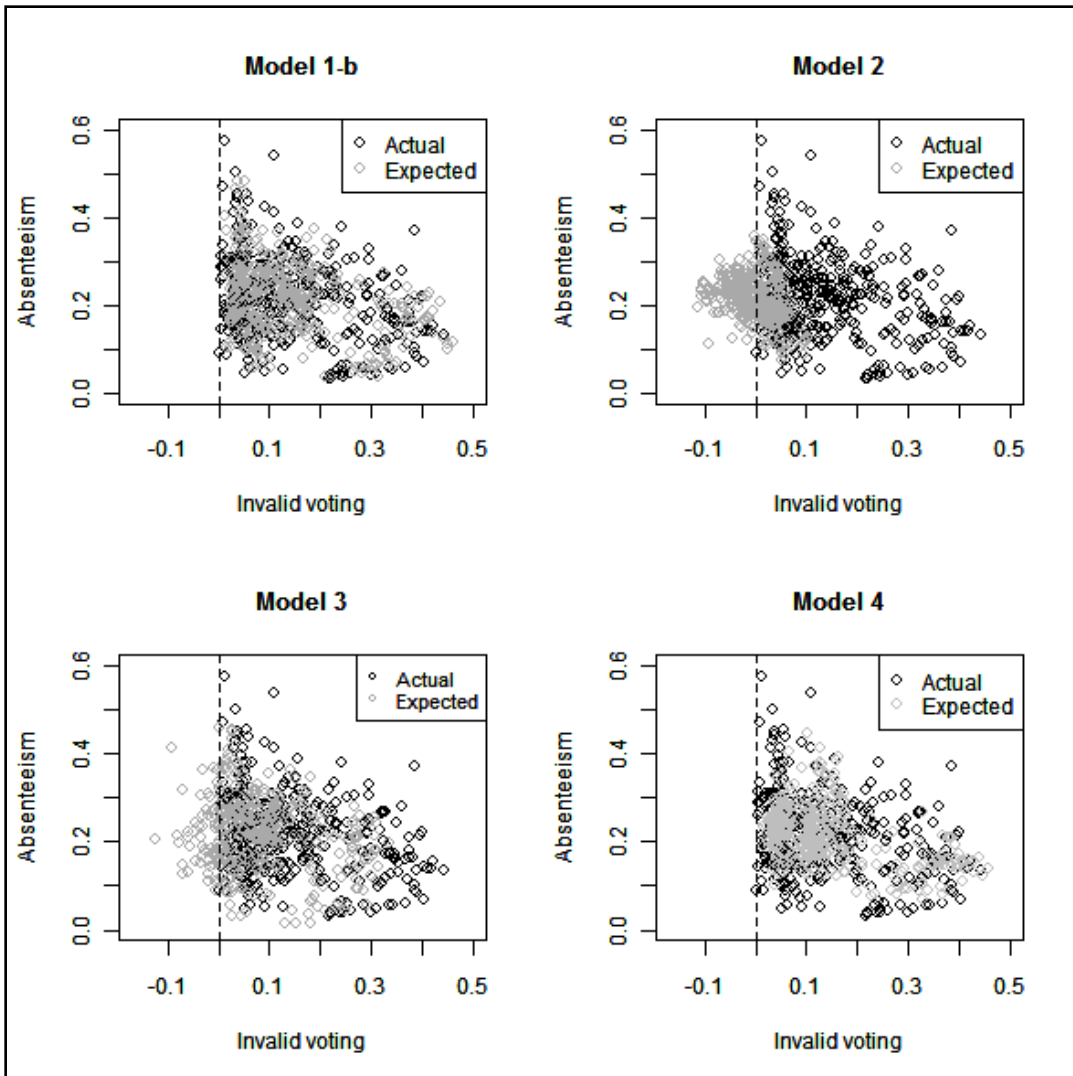 Model 1-b
Absenteeism
0.0 0.2 0.4 0.6
Actual
Expected
-0.1 0.1 0.3 0.5
Invalid voting
Model 2
Absenteeism
0.0 0.2 0.4 0.6
Actual
Expected
-0.1 0.1 0.3 0.5
Invalid voting
Model 3
Absenteeism
0.0 0.2 0.4 0.6
Actual
Expected
-0.1 0.1 0.3 0.5
Invalid voting
Model 4
Absenteeism
0.0 0.2 0.4 0.6
Actual
Expected
-0.1 0.1 0.3 0.5
Invalid voting